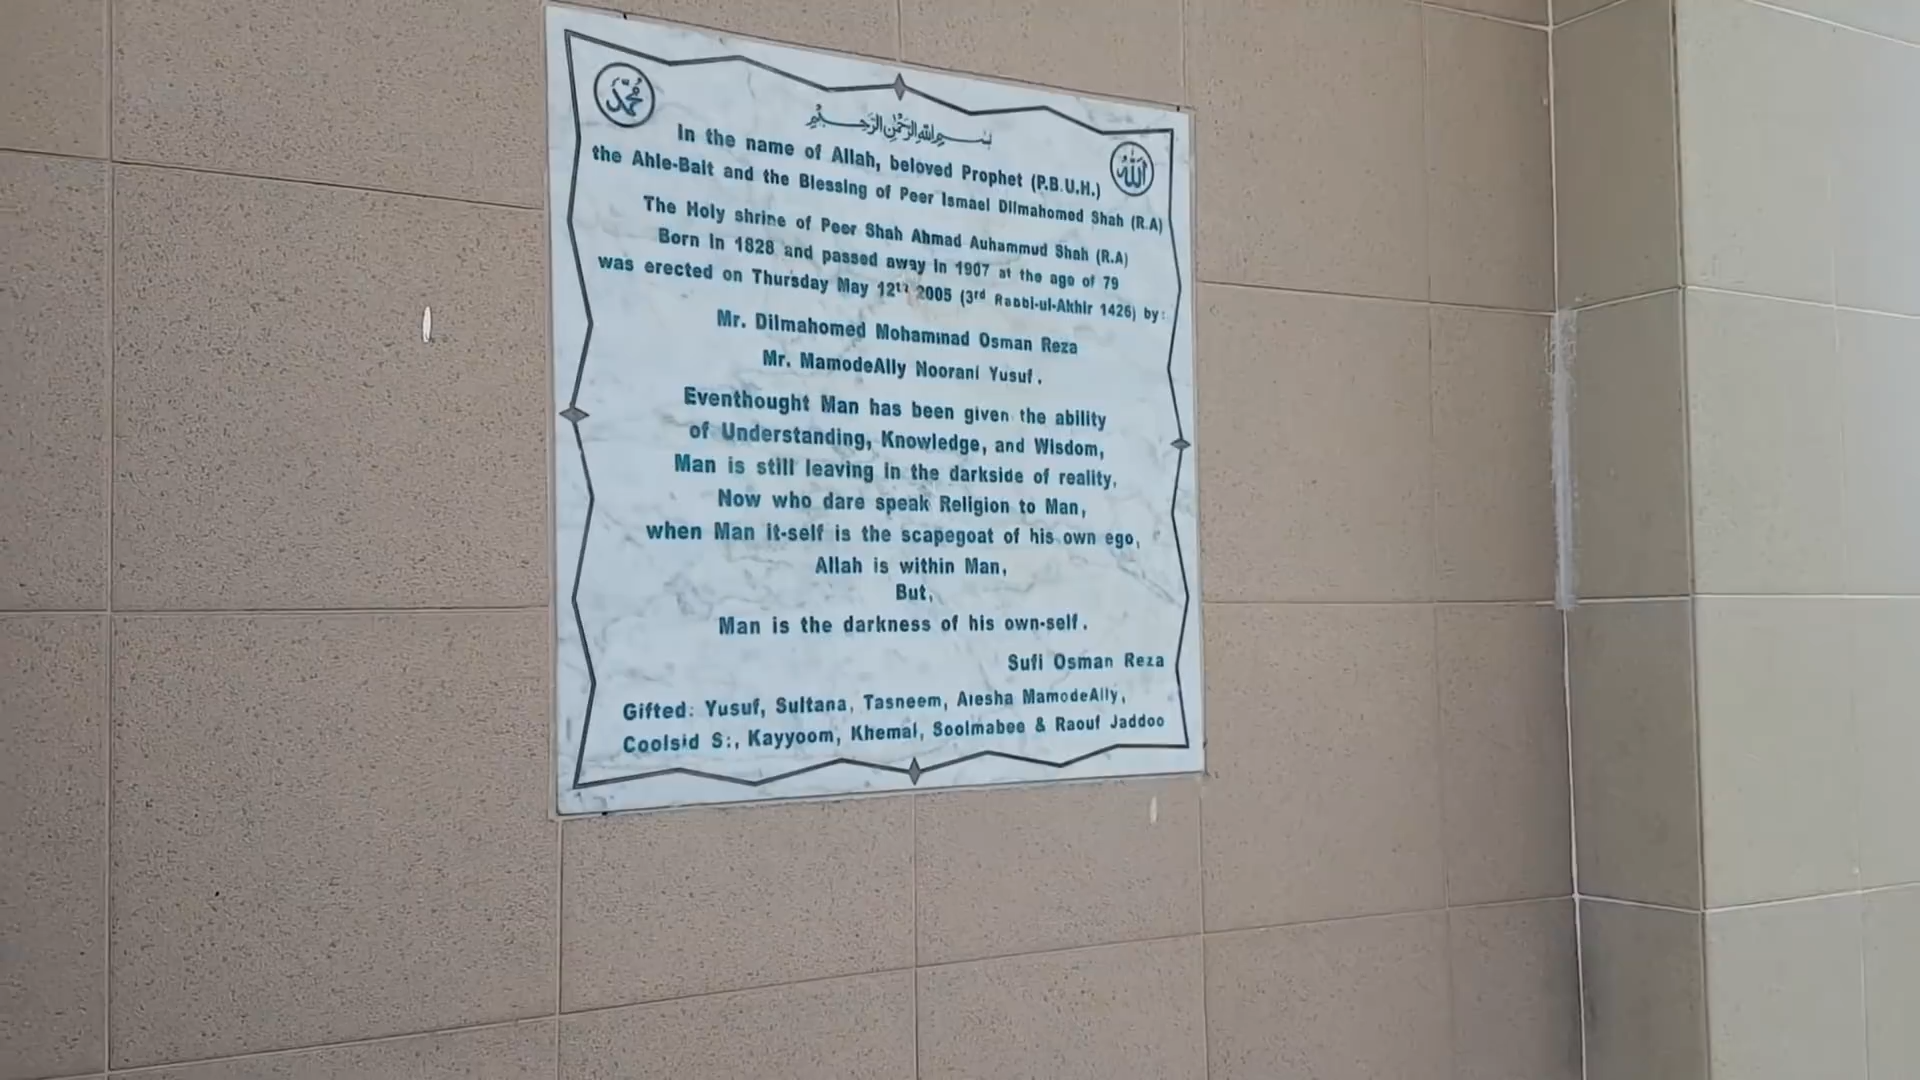 محمد
بسم الله الرحمن الرحيم
الله
In the name of Allah, beloved Prophet (P.B.U.H.)
the Ahle-Bait and the Blessing of Peer Ismael Dilmahomed Shah (R.A)
The Holy shrine of Peer Shah Ahmad Auhammud Shah (R.A)
Born in 1828 and passed away in 1907 at the age of 79
was erected on Thursday May 12th 2005 (3rd Rabbi-ul-Akhir 1426) by:
Mr. Dilmahomed Mohammad Osman Reza
Mr. MamodeAlly Noorani Yusuf.
Eventhought Man has been given the ability
of Understanding, Knowledge, and Wisdom,
Man is still leaving in the darkside of reality,
Now who dare speak Religion to Man,
when Man it-self is the scapegoat of his own ego,
Allah is within Man,
But,
Man is the darkness of his own-self.
Sufi Osman Reza
Gifted: Yusuf, Sultana, Tasneem, Aiesha MamodeAlly,
Coolsid S:, Kayyoom, Khemal, Soolmabee & Raouf Jaddoo